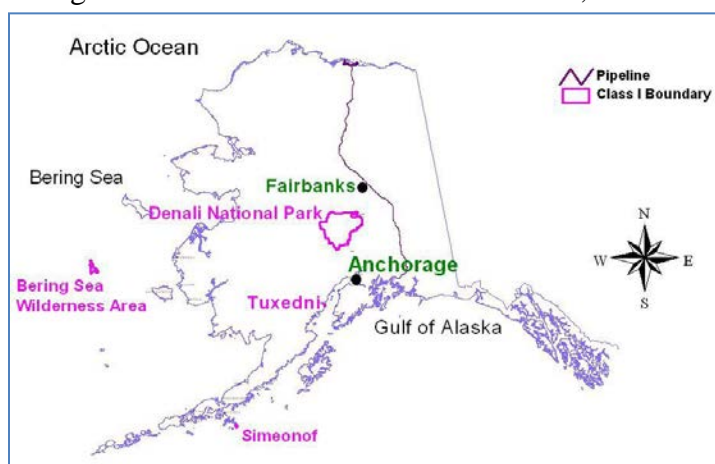 Arctic Ocean
Pipeline
Class I Boundary
Bering Sea
Fairbanks
Denali National Park
N
W
E
S
Anchorage
Bering Sea
Wilderness Area
Tuxedni
Gulf of Alaska
Simeonof